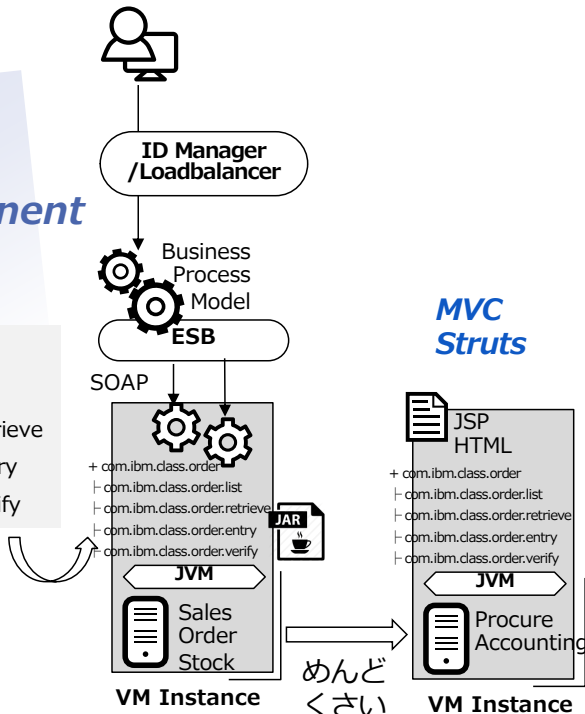 ID Manager
/Loadbalancer
nent
Business
Process
Model
ESB
MVC
Struts
SOAP
rieve
ry
ify
+ com.ibm.class.order
├ com.ibm.class.order.list
├ com.ibm.class.order.retrieve
├ com.ibm.class.order.entry
├ com.ibm.class.order.verify
JAR
JVM
Sales
Order
Stock
VM Instance
めんど
くさい
JSP
HTML
+ com.ibm.class.order
├ com.ibm.class.order.list
├ com.ibm.class.order.retrieve
├ com.ibm.class.order.entry
├ com.ibm.class.order.verify
JVM
Procure
Accounting
VM Instance